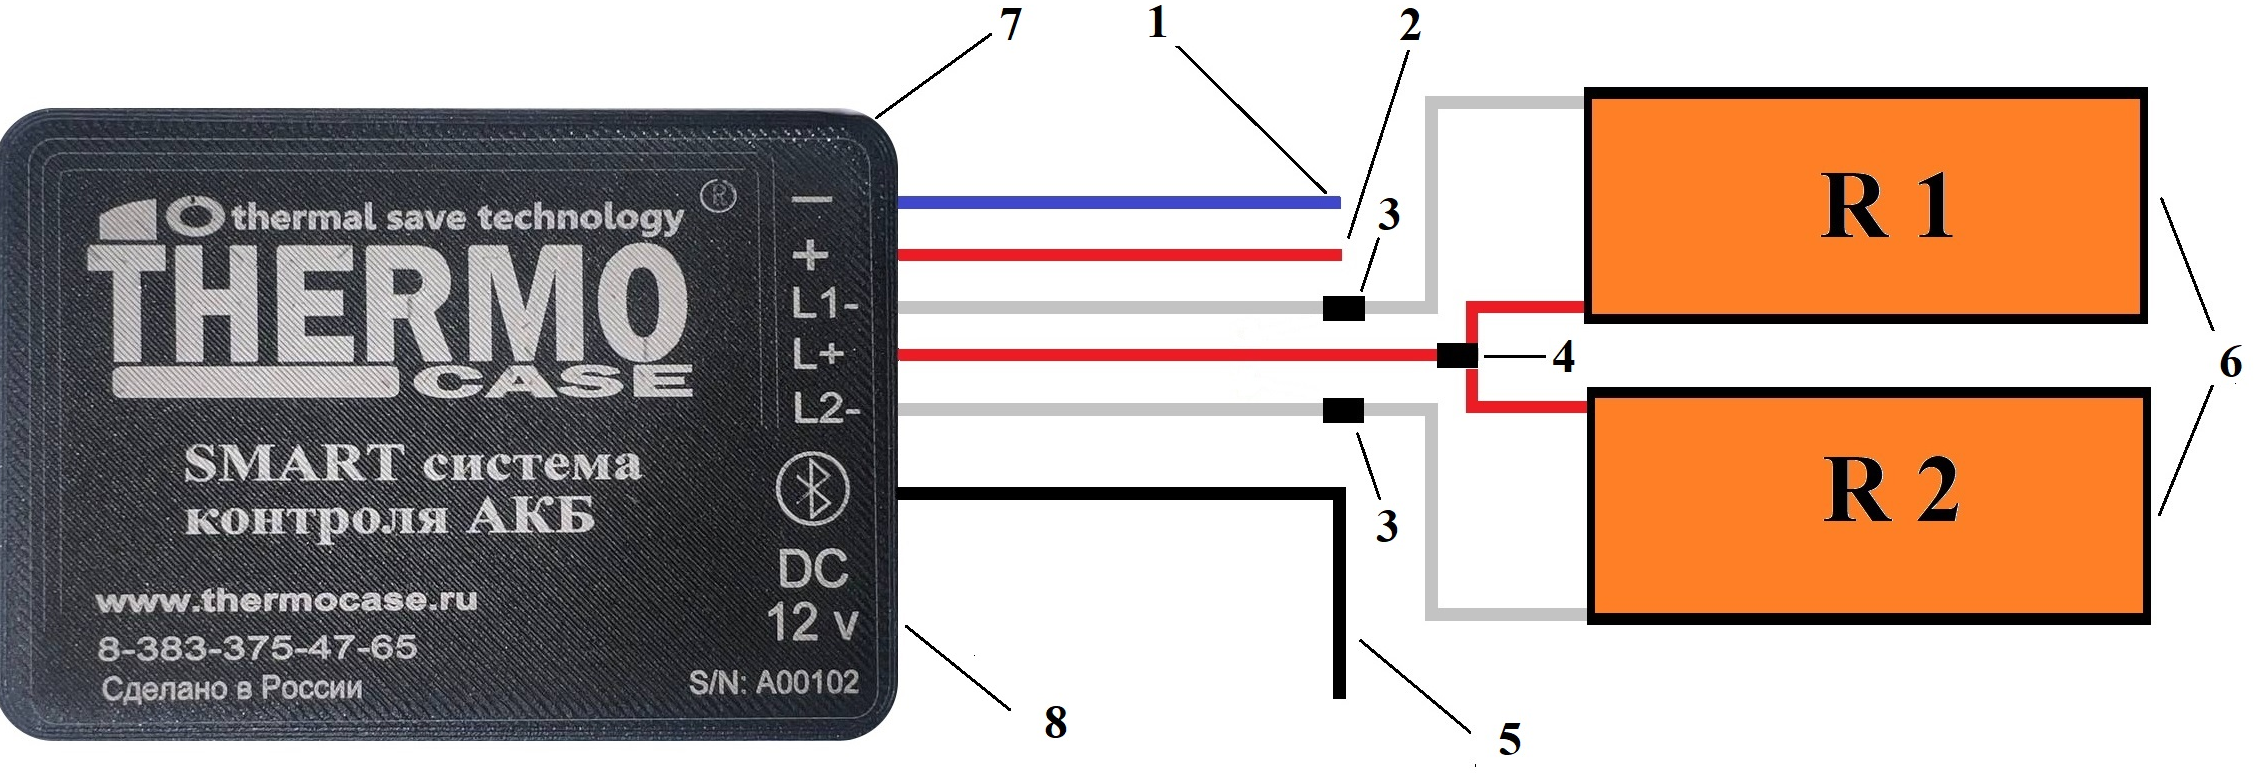 7
1
2
thermal save technology ®
THERMO
CASE
SMART система
контроля АКБ
www.thermocase.ru
8-383-375-47-65
Сделано в России
—
+
L1-
L+
L2-
DC
12 v
S/N: A00102
3
4
3
R 1
R 2
6
8
5